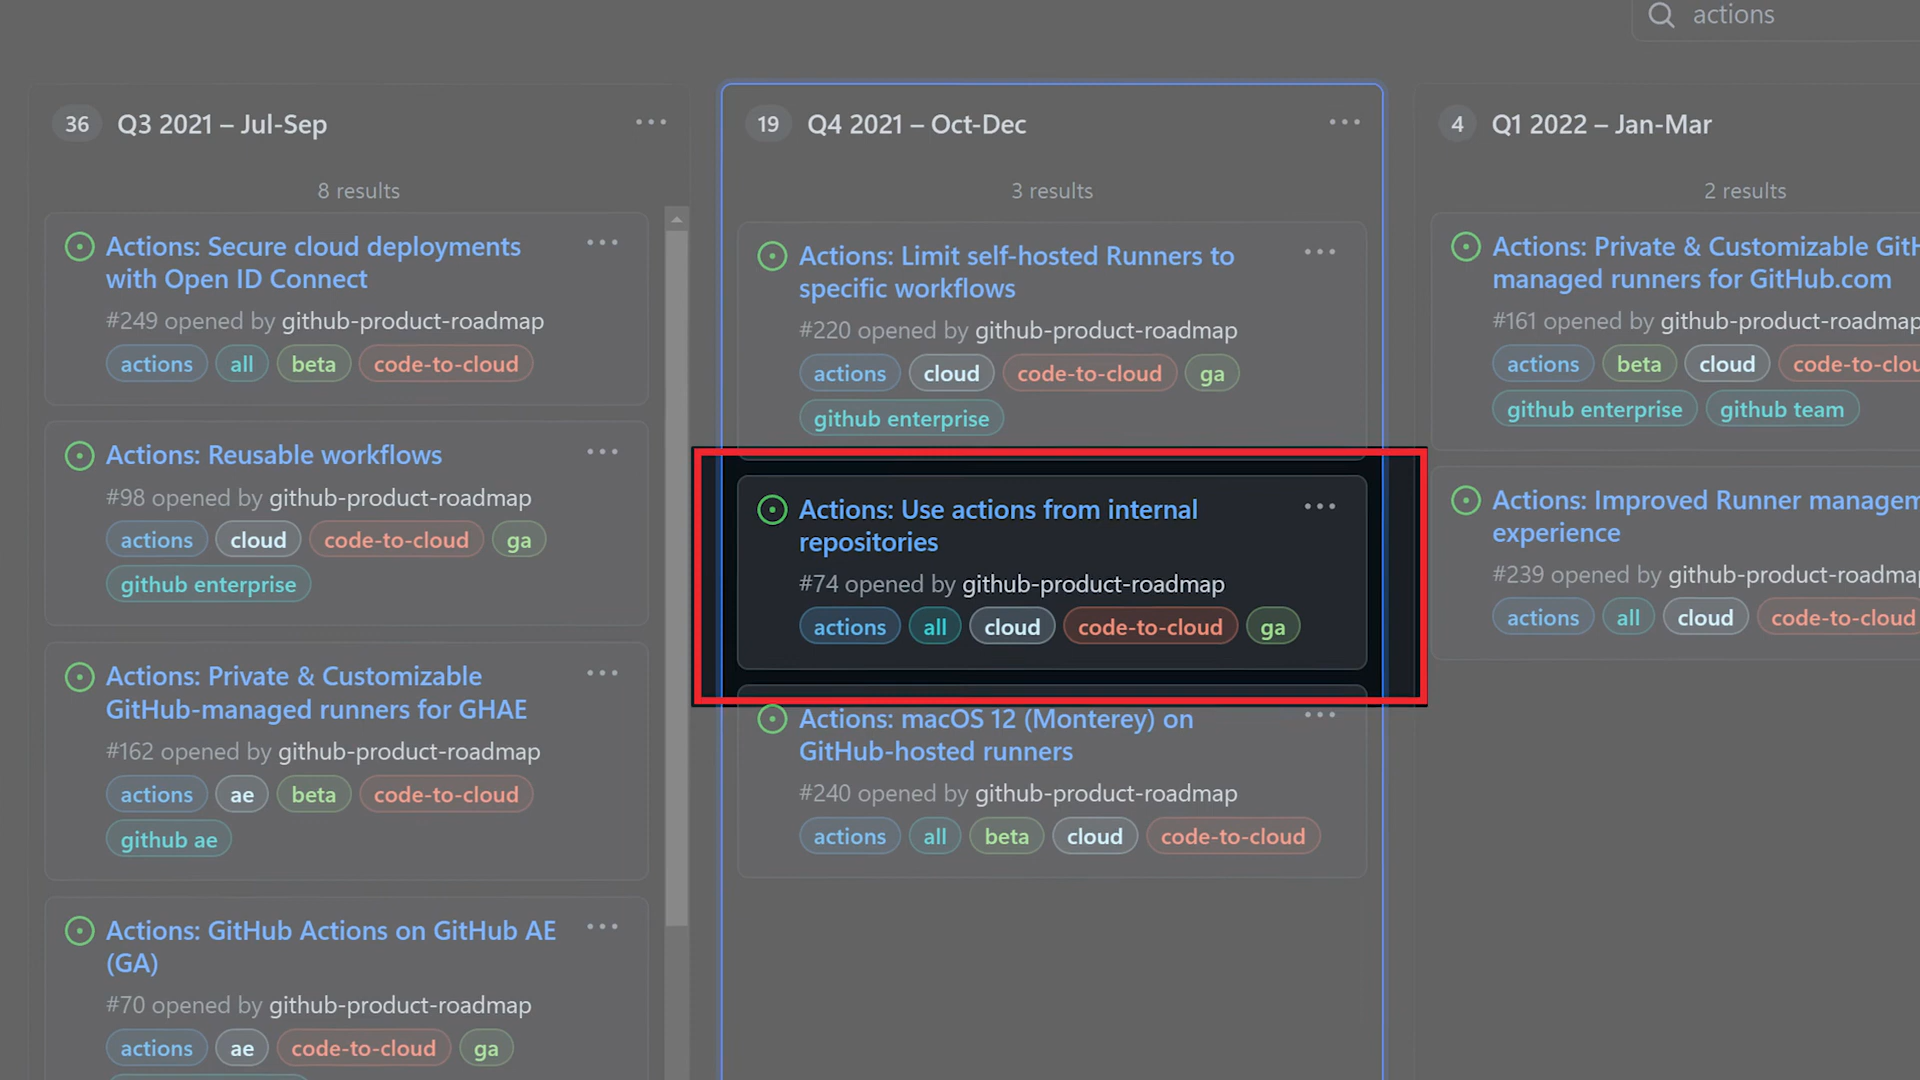 actions
36 Q3 2021 – Jul-Sep
8 results
Actions: Secure cloud deployments
with Open ID Connect
#249 opened by github-product-roadmap
actions all beta code-to-cloud
Actions: Reusable workflows
#98 opened by github-product-roadmap
actions cloud code-to-cloud ga
github enterprise
Actions: Private & Customizable
GitHub-managed runners for GHAE
#162 opened by github-product-roadmap
actions ae beta code-to-cloud
github ae
Actions: GitHub Actions on GitHub AE
(GA)
#70 opened by github-product-roadmap
actions ae code-to-cloud ga
19 Q4 2021 – Oct-Dec
3 results
Actions: Limit self-hosted Runners to
specific workflows
#220 opened by github-product-roadmap
actions cloud code-to-cloud ga
github enterprise
Actions: Use actions from internal
repositories
#74 opened by github-product-roadmap
actions all cloud code-to-cloud ga
Actions: macOS 12 (Monterey) on
GitHub-hosted runners
#240 opened by github-product-roadmap
actions all beta cloud code-to-cloud
4 Q1 2022 – Jan-Mar
2 results
Actions: Private & Customizable GitH
managed runners for GitHub.com
#161 opened by github-product-roadmap
actions beta cloud code-to-clou
github enterprise github team
Actions: Improved Runner managem
experience
#239 opened by github-product-roadmap
actions all cloud code-to-cloud